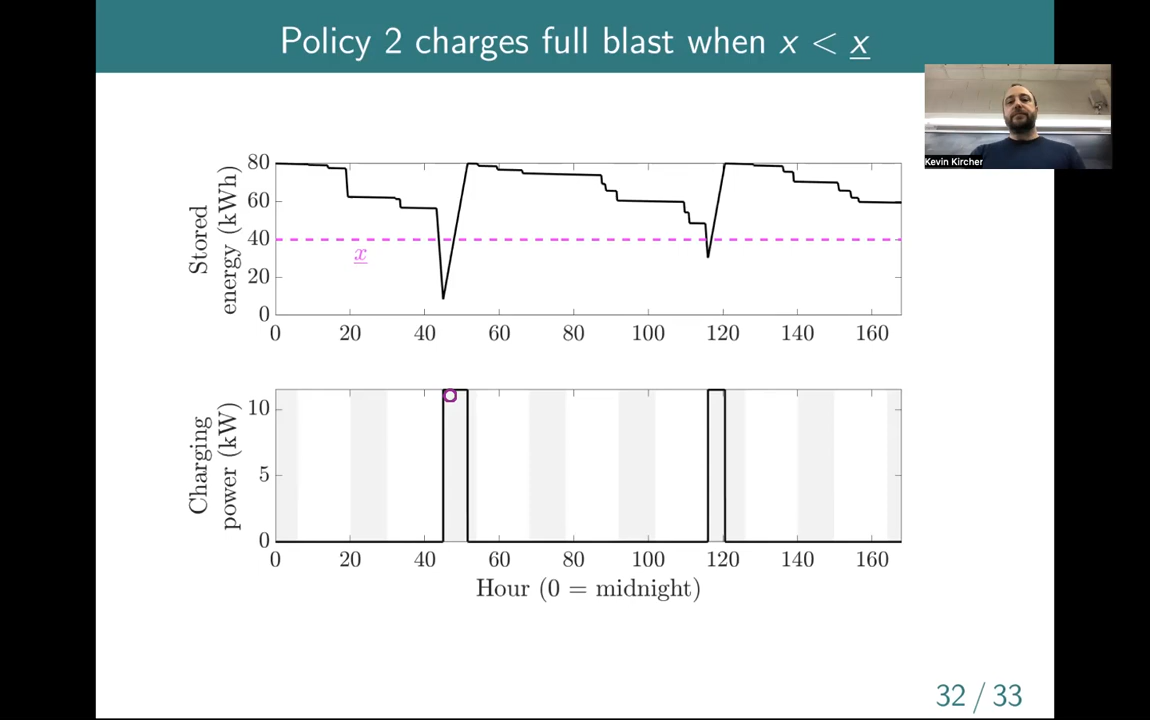 Policy 2 charges full blast when x < x
Kevin Kircher
Stored
energy (kWh)
80
60
40
20
0
x
0 20 40 60 80 100 120 140 160
Charging
power (kW)
10
5
0
0 20 40 60 80 100 120 140 160
Hour (0 = midnight)
32 / 33